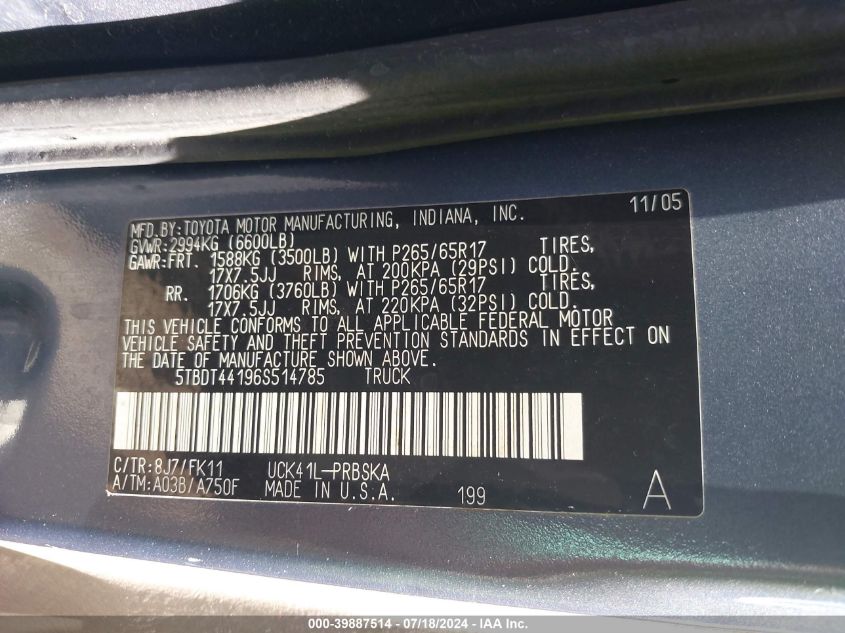 MFD.BY:TOYOTA MOTOR MANUFACTURING, INDIANA, INC. 11/05
GVWR:2994KG (6600LB)
GAWR:FRT. 1588KG (3500LB) WITH P265/65R17 TIRES,
17X7.5JJ RIMS, AT 200KPA (29PSI) COLD.
RR. 1706KG (3760LB) WITH P265/65R17 TIRES,
17X7.5JJ RIMS, AT 220KPA (32PSI) COLD.
THIS VEHICLE CONFORMS TO ALL APPLICABLE FEDERAL MOTOR
VEHICLE SAFETY AND THEFT PREVENTION STANDARDS IN EFFECT ON
THE DATE OF MANUFACTURE SHOWN ABOVE.
5TBDT44196S514785 TRUCK
C/TR:8J7/FK11 UCK41L-PRBSKA
A/TM:A03B/A750F MADE IN U.S.A. 199 A
000-39887514 - 07/18/2024 - IAA Inc.